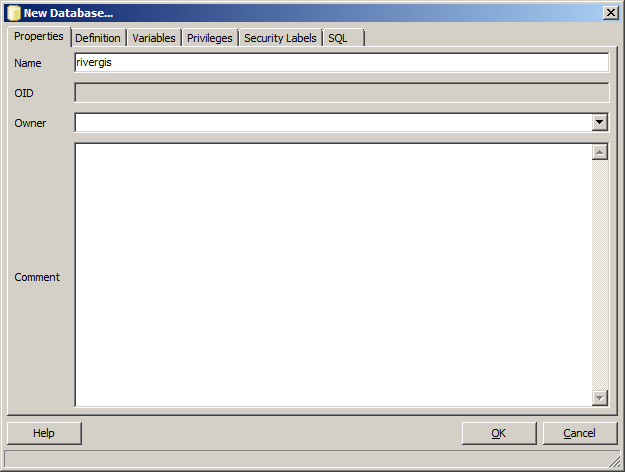 New Database...
Properties Definition Variables Privileges Security Labels SQL
Name rivergis
OID
Owner
Comment
Help OK Cancel